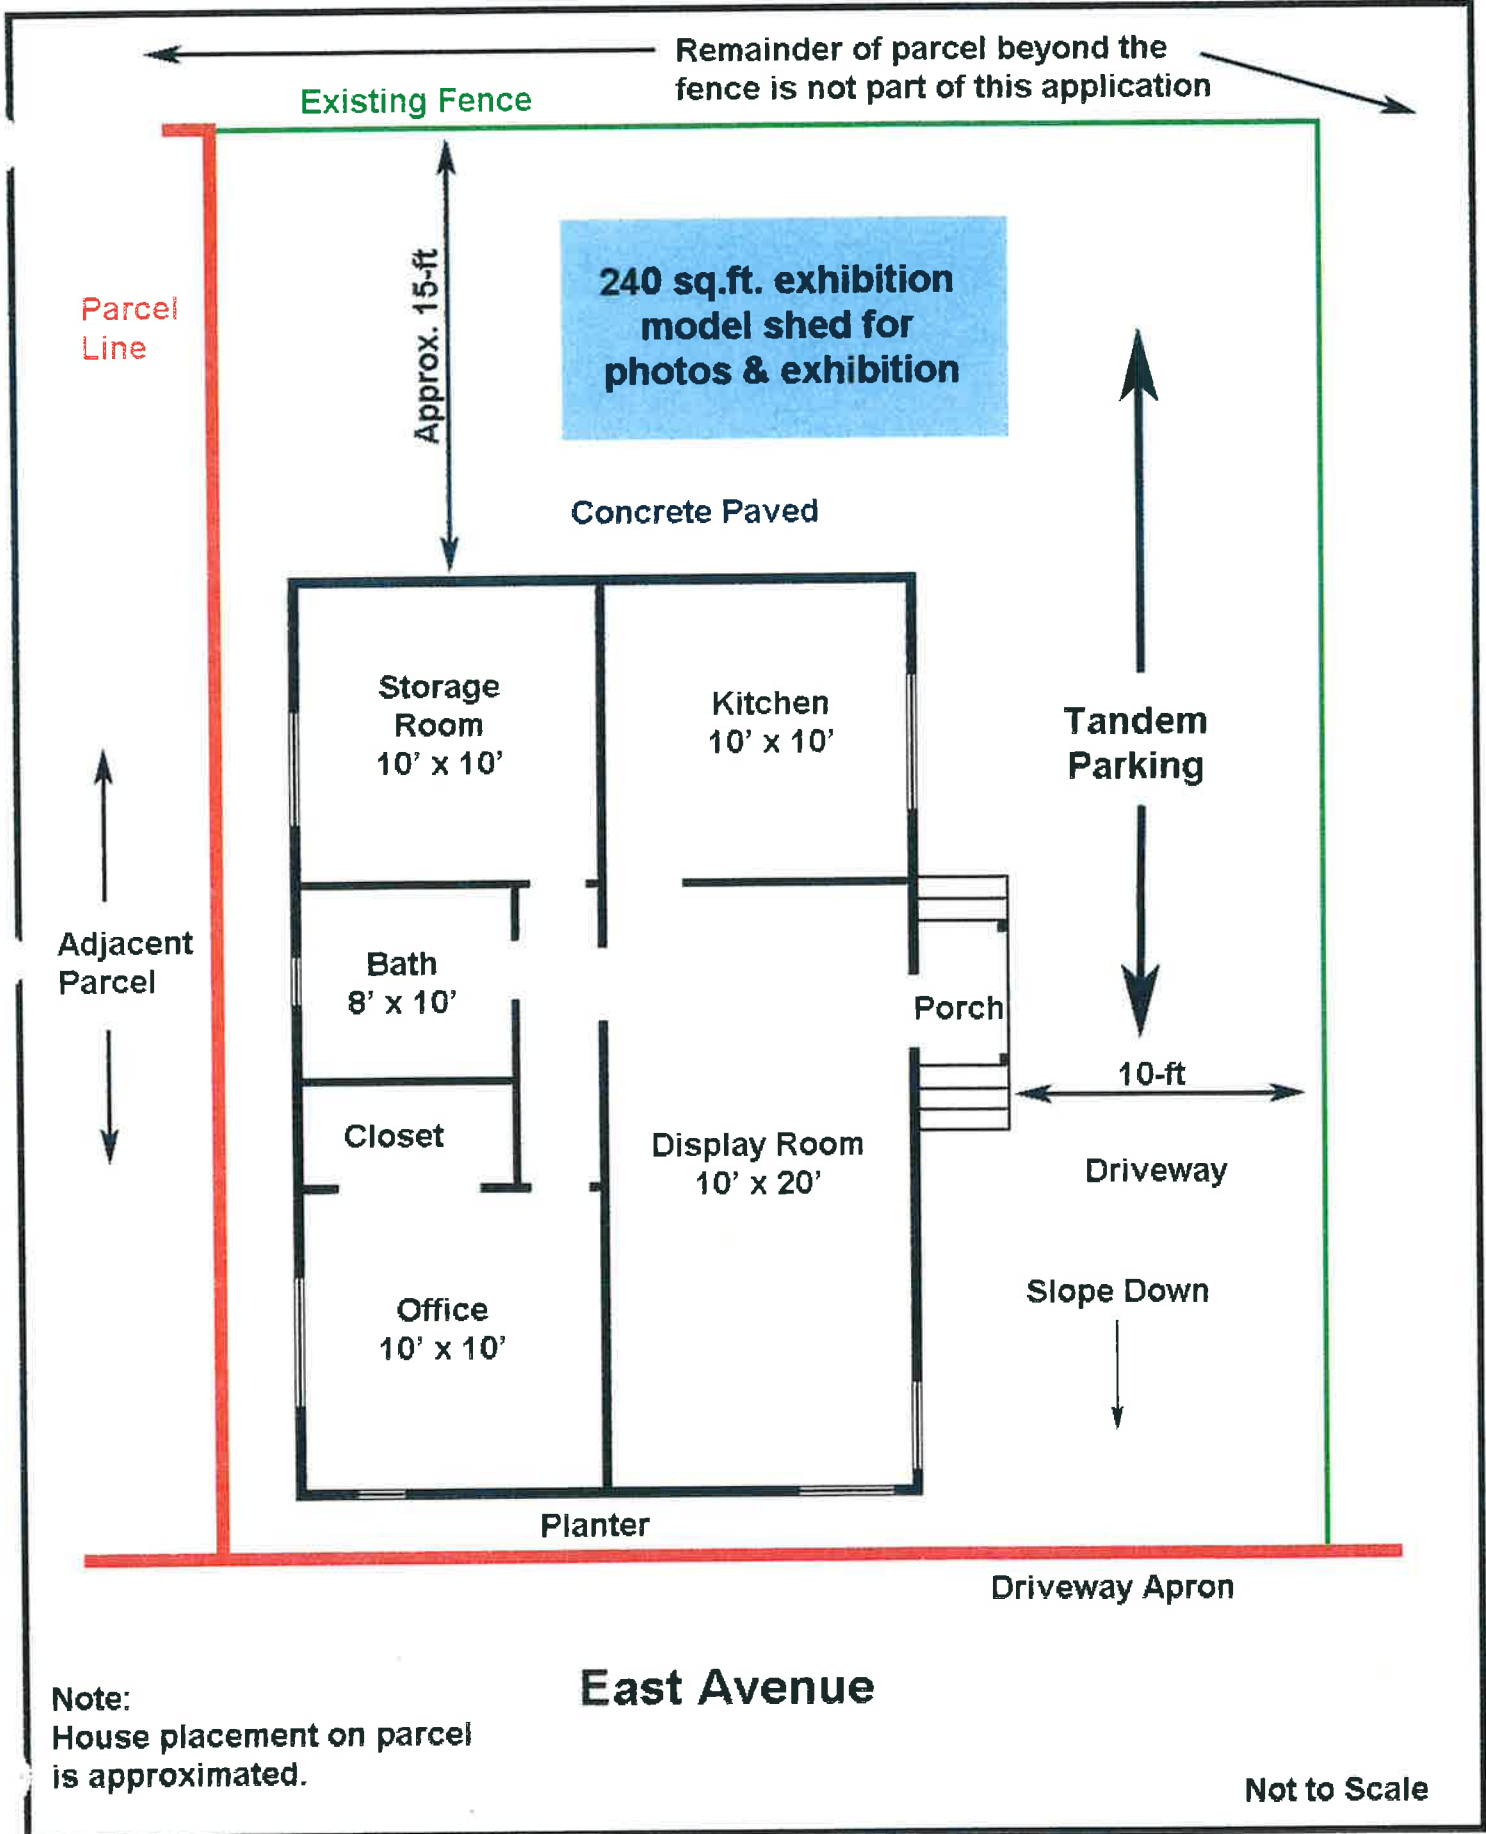 Remainder of parcel beyond the
fence is not part of this application
Existing Fence
Parcel
Line
Approx. 15-ft
240 sq.ft. exhibition
model shed for
photos & exhibition
Concrete Paved
Storage
Room
10' x 10'
Kitchen
10' x 10'
Tandem
Parking
Adjacent
Parcel
Bath
8' x 10'
Porch
10-ft
Closet
Display Room
10' x 20'
Driveway
Office
10' x 10'
Slope Down
Planter
Driveway Apron
East Avenue
Note:
House placement on parcel
is approximated.
Not to Scale